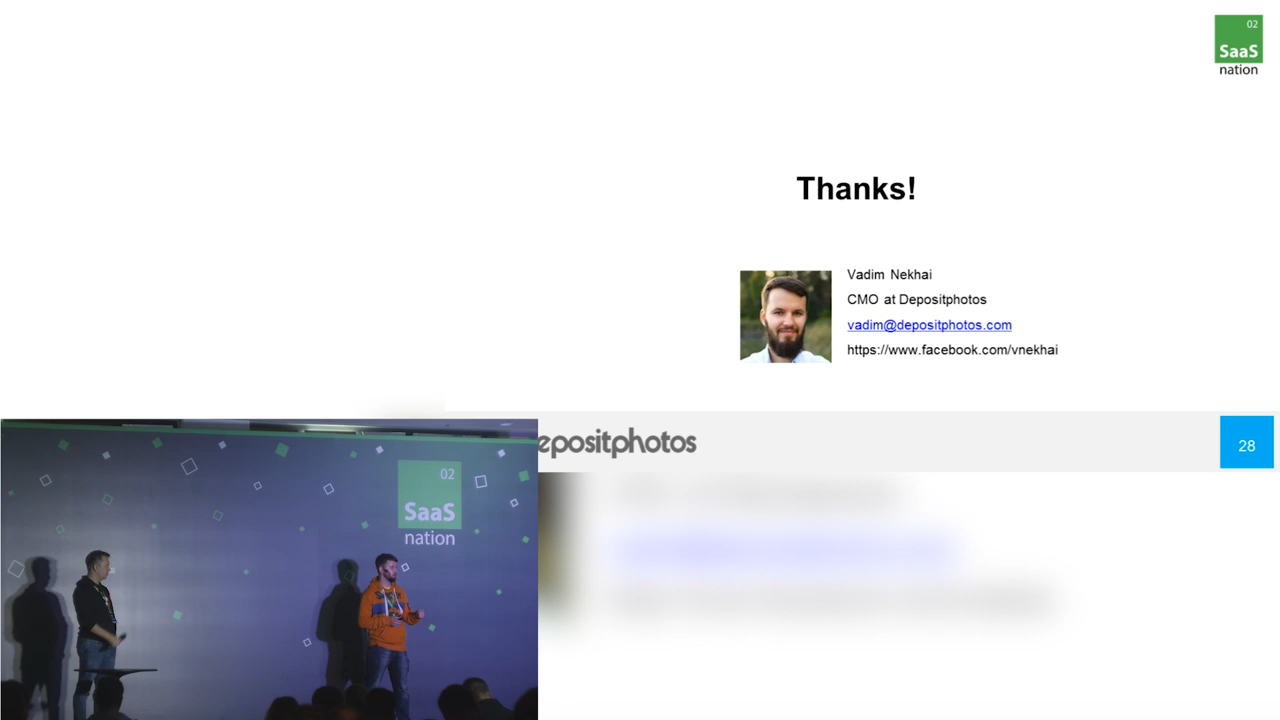 02
SaaS
nation
Thanks!
Vadim Nekhai
CMO at Depositphotos
vadim@depositphotos.com
https://www.facebook.com/vnekhai
epositphotos
28
02
SaaS
nation